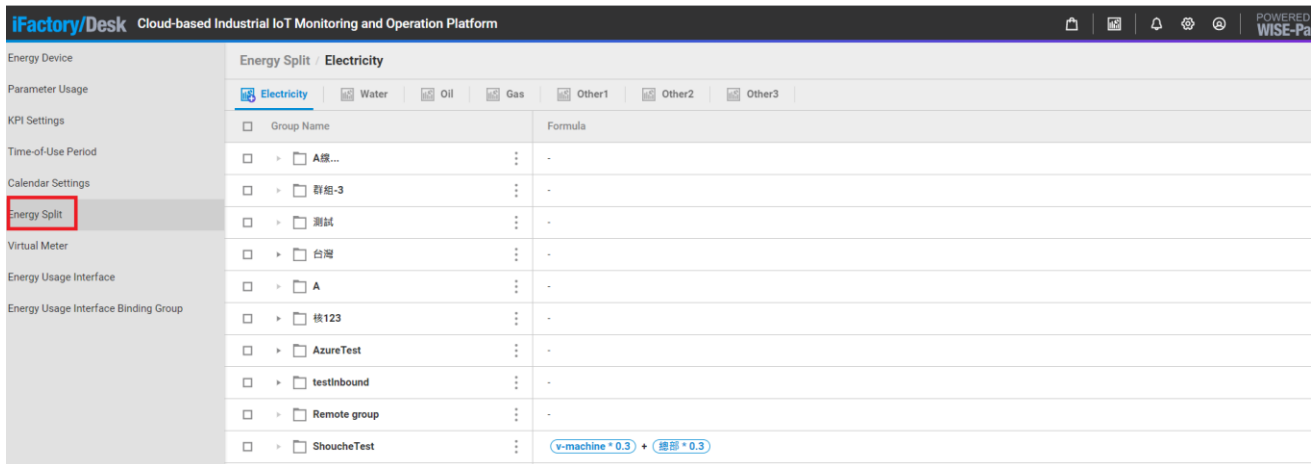 iFactory/Desk Cloud-based Industrial IoT Monitoring and Operation Platform
POWERED
WISE-Pa
Energy Device
Parameter Usage
KPI Settings
Time-of-Use Period
Calendar Settings
Energy Split
Virtual Meter
Energy Usage Interface
Energy Usage Interface Binding Group
Energy Split / Electricity
Electricity Water Oil Gas Other1 Other2 Other3
Group Name Formula
A線... -
群組-3 -
測試 -
台灣 -
A -
核123 -
AzureTest -
testInbound -
Remote group -
ShoucheTest v-machine * 0.3 + 總部 * 0.3